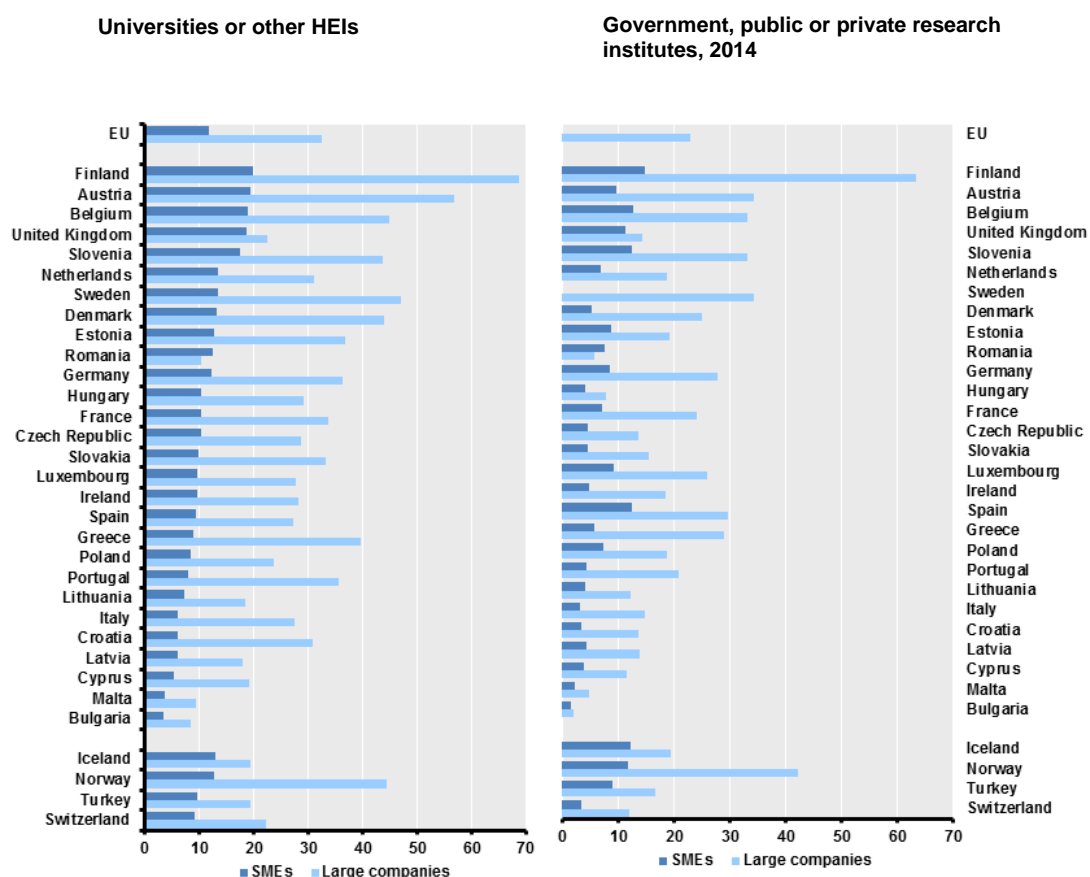 Universities or other HEIs
Government, public or private research
institutes, 2014
EU
Finland
Austria
Belgium
United Kingdom
Slovenia
Netherlands
Sweden
Denmark
Estonia
Romania
Germany
Hungary
France
Czech Republic
Slovakia
Luxembourg
Ireland
Spain
Greece
Poland
Portugal
Lithuania
Italy
Croatia
Latvia
Cyprus
Malta
Bulgaria
Iceland
Norway
Turkey
Switzerland
0 10 20 30 40 50 60 70
SMEs Large companies
EU
Finland
Austria
Belgium
United Kingdom
Slovenia
Netherlands
Sweden
Denmark
Estonia
Romania
Germany
Hungary
France
Czech Republic
Slovakia
Luxembourg
Ireland
Spain
Greece
Poland
Portugal
Lithuania
Italy
Croatia
Latvia
Cyprus
Malta
Bulgaria
Iceland
Norway
Turkey
Switzerland
0 10 20 30 40 50 60 70
SMEs Large companies